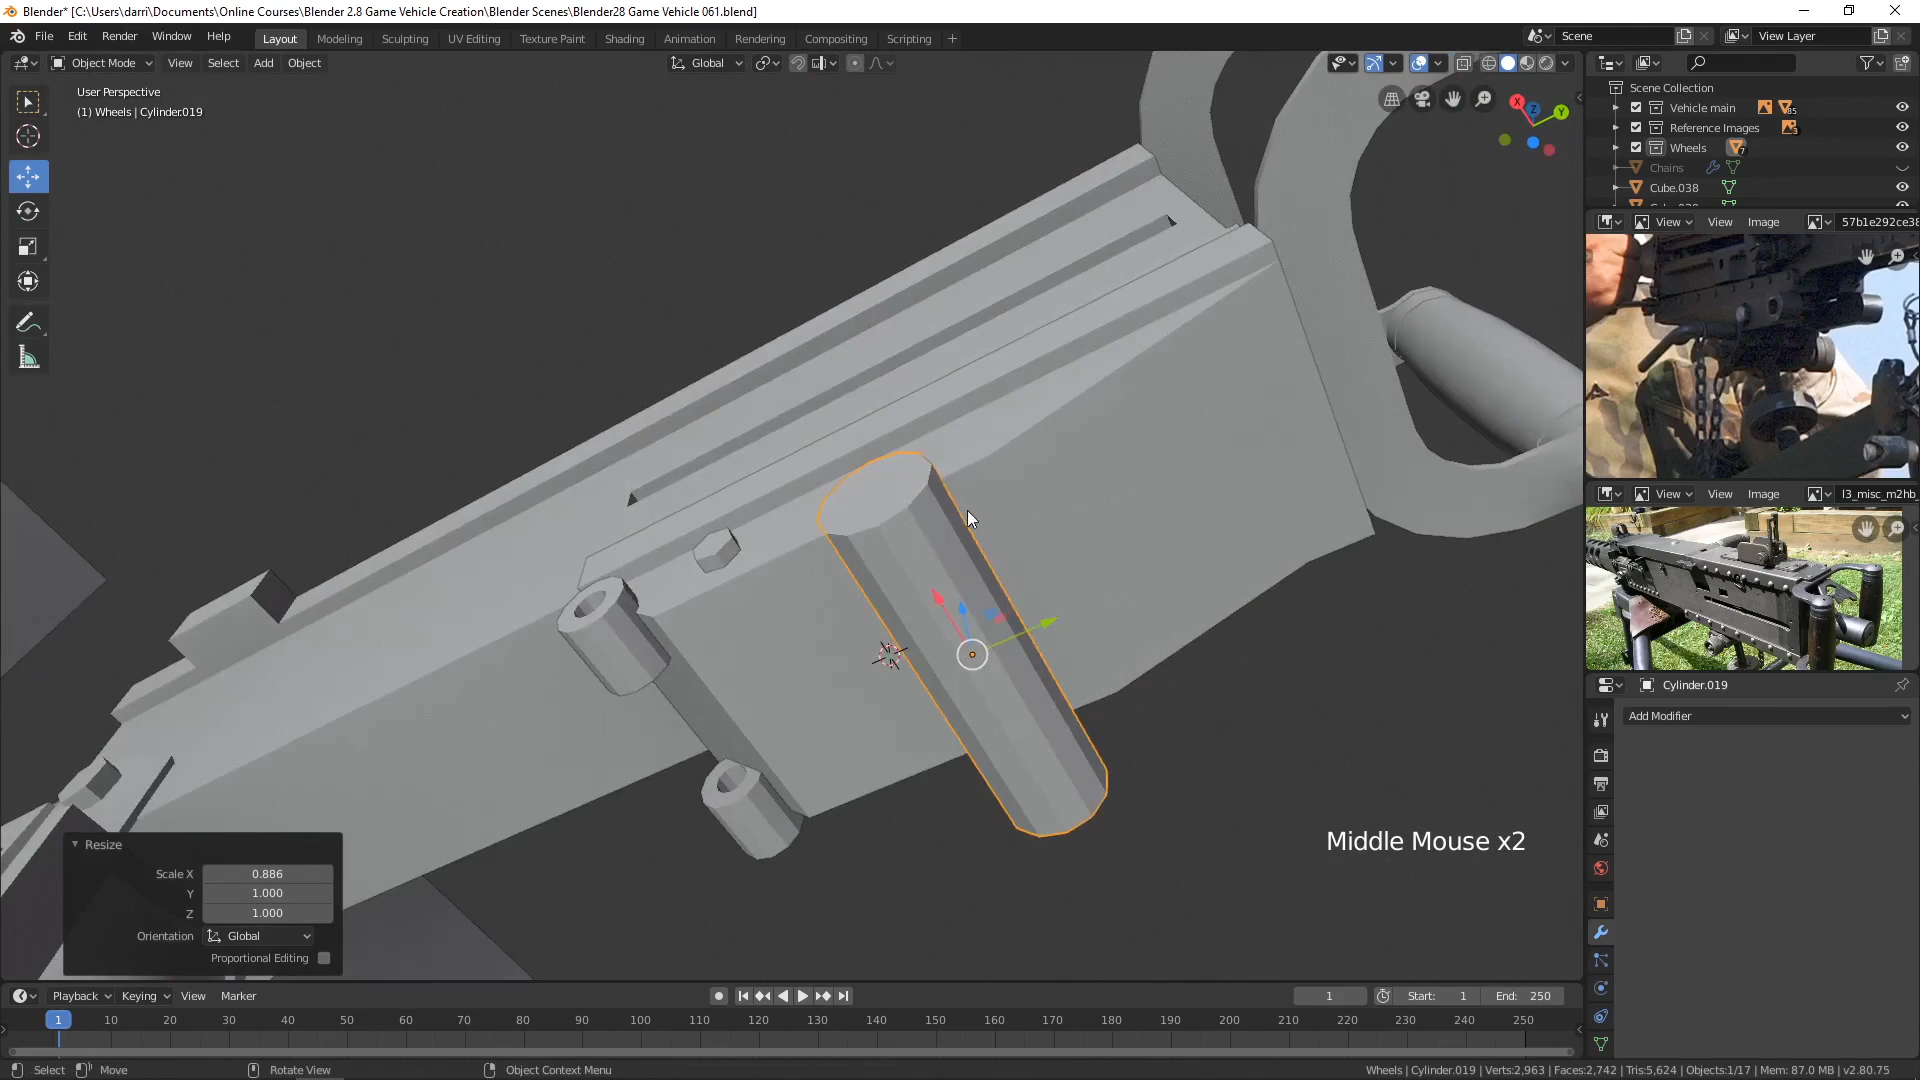 Blender* [C:\Users\darri\Documents\Online Courses\Blender 2.8 Game Vehicle Creation\Blender Scenes\Blender28 Game Vehicle 061.blend]
File Edit Render Window Help Layout Modeling Sculpting UV Editing Texture Paint Shading Animation Rendering Compositing Scripting + Scene View Layer
Object Mode View Select Add Object Global
User Perspective
(1) Wheels | Cylinder.019
Scene Collection
Vehicle main 85
Reference Images 3
Wheels 7
Chains
Cube.038
View View Image 57b1e292ce38
View View Image l3_misc_m2hb_
Cylinder.019
Add Modifier
X Y Z
Middle Mouse x2
Resize
Scale X 0.886
Y 1.000
Z 1.000
Orientation Global
Proportional Editing
Playback Keying View Marker 1 Start: 1 End: 250
1 10 20 30 40 50 60 70 80 90 100 110 120 130 140 150 160 170 180 190 200 210 220 230 240 250
Select Move Rotate View Object Context Menu Wheels | Cylinder.019 | Verts:2,963 | Faces:2,742 | Tris:5,624 | Objects:1/17 | Mem: 87.0 MB | v2.80.75